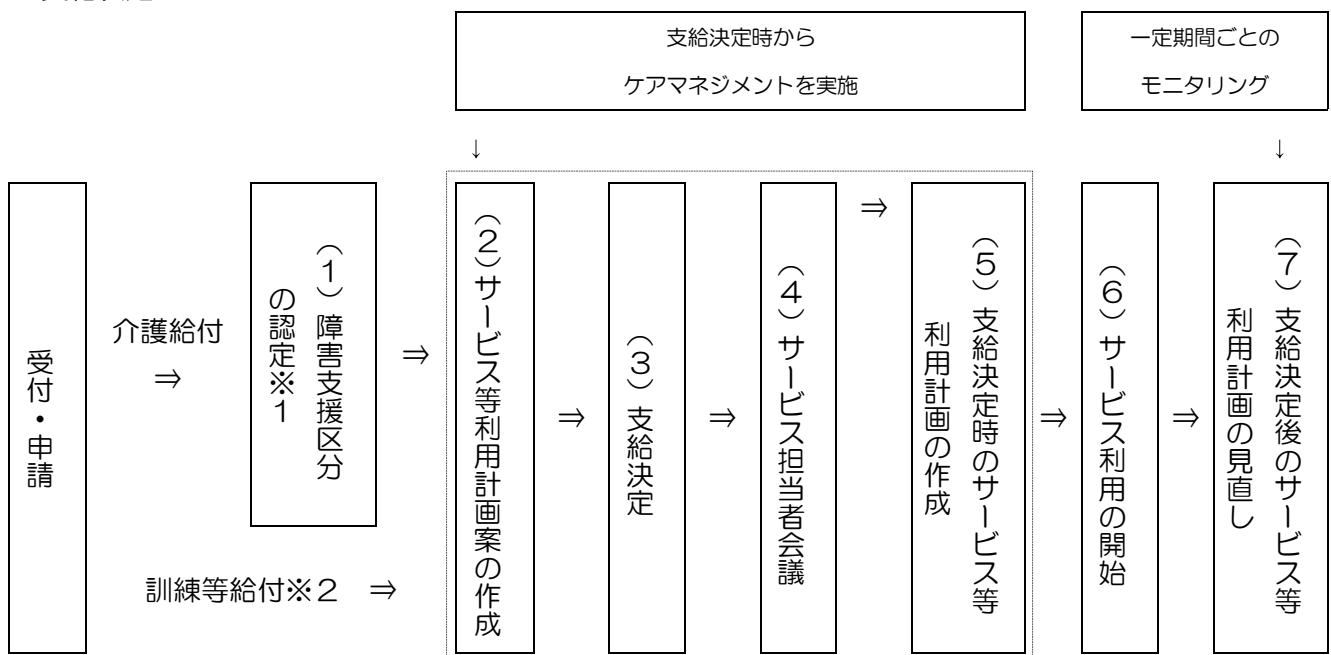 支給決定時から
ケアマネジメントを実施
一定期間ごとの
モニタリング
↓
↓
受付・申請
介護給付
⇒
(1)障害支援区分
の認定※1
⇒
訓練等給付※2 ⇒
(2)サービス等利用計画案の作成
⇒
(3)支給決定
⇒
(4)サービス担当者会議
⇒
(5)支給決定時のサービス等
利用計画の作成
⇒
(6)サービス利用の開始
⇒
(7)支給決定後のサービス等
利用計画の見直し